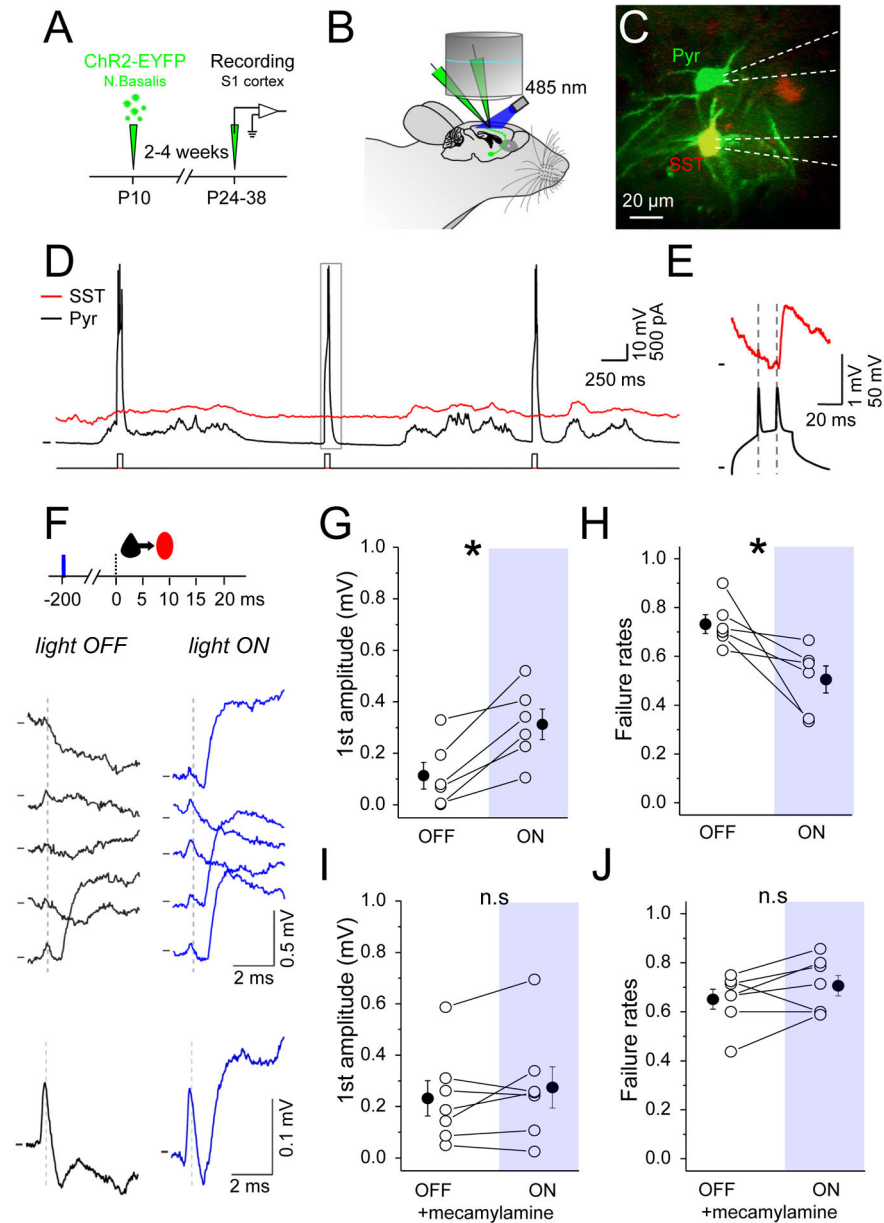 A
ChR2-EYFP
N.Basalis
Recording
S1 cortex
2-4 weeks
P10
P24-38
B
485 nm
C
Pyr
SST
20 µm
D
SST
Pyr
10 mV
500 pA
250 ms
E
1 mV
50 mV
20 ms
F
-200
0
5
10
15
20
ms
light OFF
light ON
0.5 mV
2 ms
0.1 mV
2 ms
G
*
1st amplitude (mV)
1.0
0.8
0.6
0.4
0.2
0.0
OFF
ON
H
*
Failure rates
1.0
0.8
0.6
0.4
0.2
0.0
OFF
ON
I
n.s
1st amplitude (mV)
1.0
0.8
0.6
0.4
0.2
0.0
OFF
ON
+mecamylamine
J
n.s
Failure rates
1.0
0.8
0.6
0.4
0.2
0.0
OFF
ON
+mecamylamine